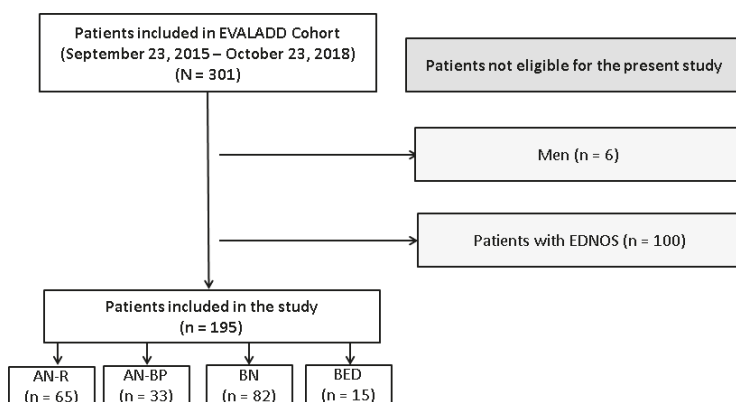 Patients included in EVALADD Cohort
(September 23, 2015 – October 23, 2018)
(N = 301)
Patients not eligible for the present study
Men (n = 6)
Patients with EDNOS (n = 100)
Patients included in the study
(n = 195)
AN-R
(n = 65)
AN-BP
(n = 33)
BN
(n = 82)
BED
(n = 15)